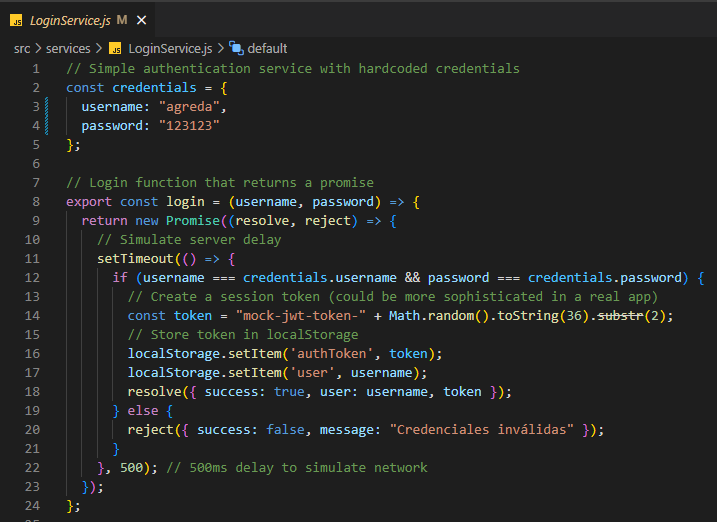 JS LoginService.js M ×
src > services > JS LoginService.js > default
1 // Simple authentication service with hardcoded credentials
2 const credentials = {
3   username: "agreda",
4   password: "123123"
5 };
6
7 // Login function that returns a promise
8 export const login = (username, password) => {
9   return new Promise((resolve, reject) => {
10     // Simulate server delay
11     setTimeout(() => {
12       if (username === credentials.username && password === credentials.password) {
13         // Create a session token (could be more sophisticated in a real app)
14         const token = "mock-jwt-token-" + Math.random().toString(36).substr(2);
15         // Store token in localStorage
16         localStorage.setItem('authToken', token);
17         localStorage.setItem('user', username);
18         resolve({ success: true, user: username, token });
19       } else {
20         reject({ success: false, message: "Credenciales inválidas" });
21       }
22     }, 500); // 500ms delay to simulate network
23   });
24 };